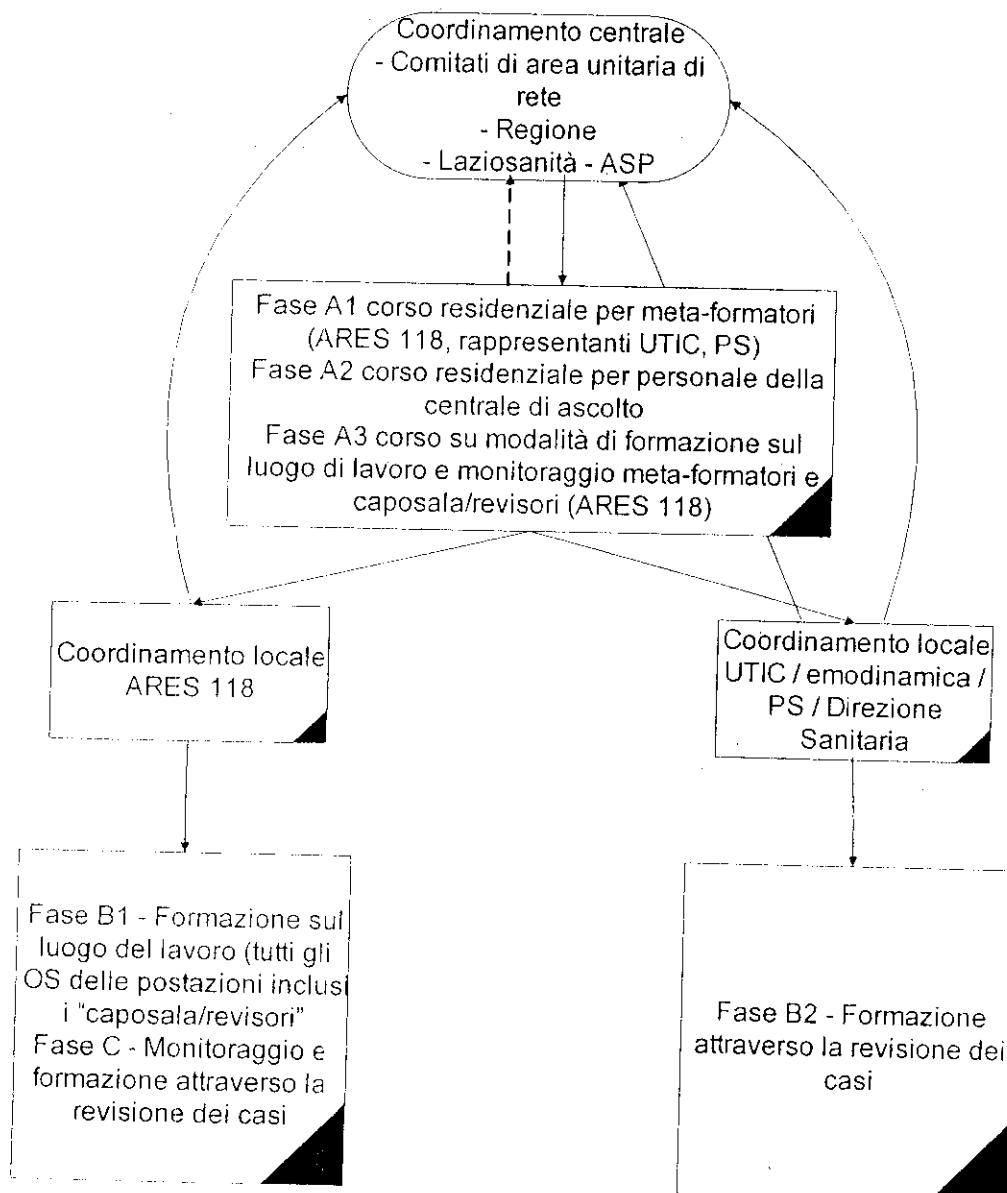 Coordinamento centrale
- Comitati di area unitaria di
rete
- Regione
- Laziosanità - ASP
Fase A1 corso residenziale per meta-formatori
(ARES 118, rappresentanti UTIC, PS)
Fase A2 corso residenziale per personale della
centrale di ascolto
Fase A3 corso su modalità di formazione sul
luogo di lavoro e monitoraggio meta-formatori e
caposala/revisori (ARES 118)
Coordinamento locale
ARES 118
Coordinamento locale
UTIC / emodinamica /
PS / Direzione
Sanitaria
Fase B1 - Formazione sul
luogo del lavoro (tutti gli
OS delle postazioni inclusi
i "caposala/revisori"
Fase C - Monitoraggio e
formazione attraverso la
revisione dei casi
Fase B2 - Formazione
attraverso la revisione dei
casi